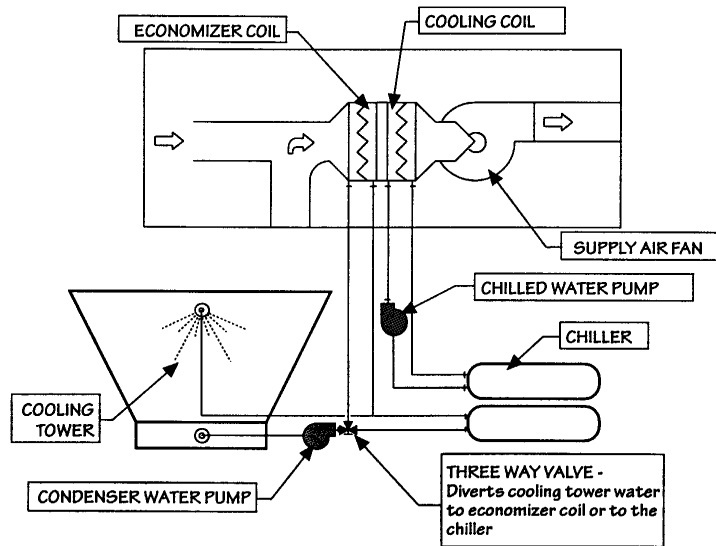 ECONOMIZER COIL
COOLING COIL
SUPPLY AIR FAN
CHILLED WATER PUMP
CHILLER
COOLING
TOWER
CONDENSER WATER PUMP
THREE WAY VALVE -
Diverts cooling tower water
to economizer coil or to the
chiller